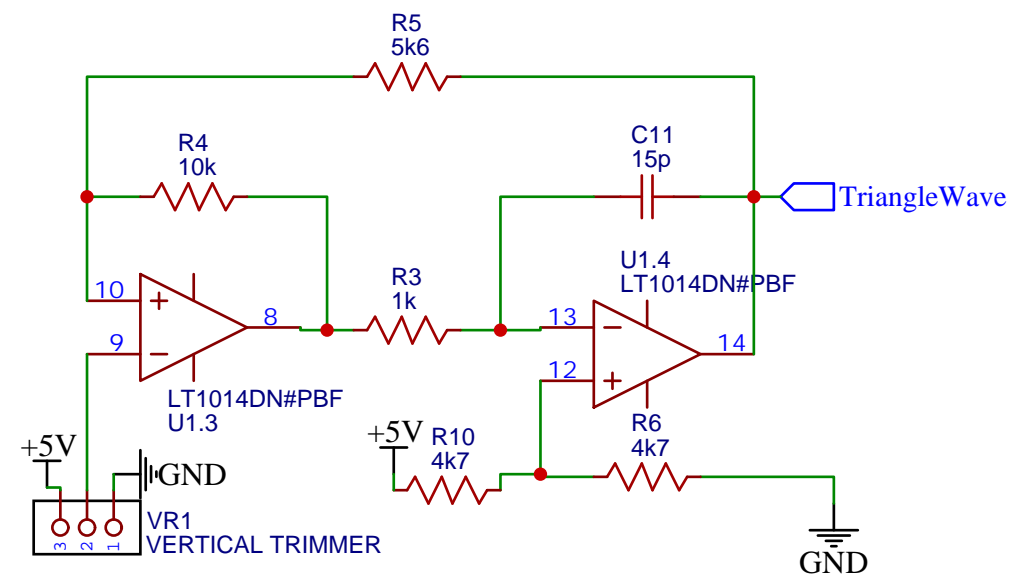 R5
5k6
C11
15p
R4
10k
TriangleWave
U1.4
LT1014DN#PBF
R3
1k
10
8
13
9
14
12
LT1014DN#PBF
U1.3
+5V
R10
4k7
R6
4k7
+5V
GND
VR1
VERTICAL TRIMMER
3
2
1
GND